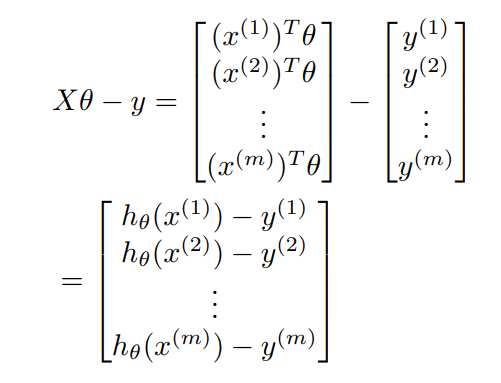 Xθ − y = [ (x^(1))^T θ ] − [ y^(1) ]
(x^(2))^T θ y^(2)
⋮ ⋮
(x^(m))^T θ y^(m)
= [ h_θ(x^(1)) − y^(1) ]
h_θ(x^(2)) − y^(2)
⋮
h_θ(x^(m)) − y^(m)